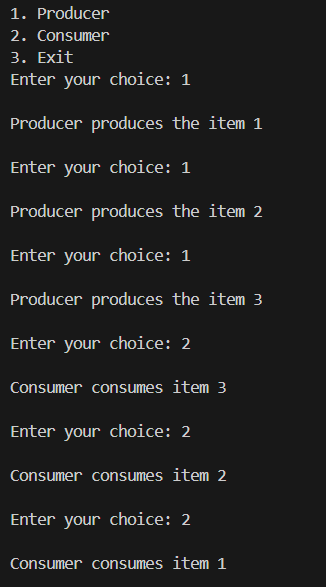 1. Producer
2. Consumer
3. Exit
Enter your choice: 1
Producer produces the item 1
Enter your choice: 1
Producer produces the item 2
Enter your choice: 1
Producer produces the item 3
Enter your choice: 2
Consumer consumes item 3
Enter your choice: 2
Consumer consumes item 2
Enter your choice: 2
Consumer consumes item 1